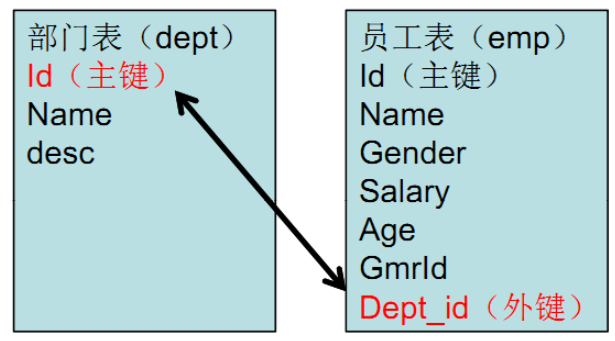 部门表（dept）
Id（主键）
Name
desc
员工表（emp）
Id（主键）
Name
Gender
Salary
Age
GmrId
Dept_id（外键）